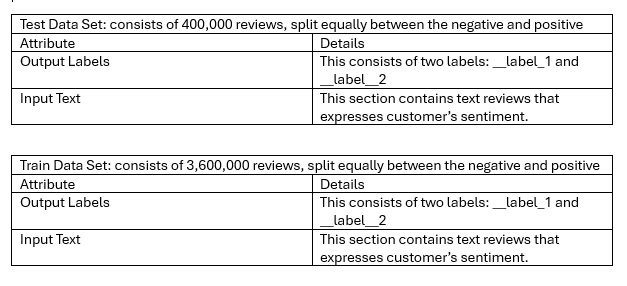 Test Data Set: consists of 400,000 reviews, split equally between the negative and positive
Attribute Details
Output Labels This consists of two labels: __label_1 and
__label__2
Input Text This section contains text reviews that
expresses customer's sentiment.
Train Data Set: consists of 3,600,000 reviews, split equally between the negative and positive
Attribute Details
Output Labels This consists of two labels: __label_1 and
__label__2
Input Text This section contains text reviews that
expresses customer's sentiment.